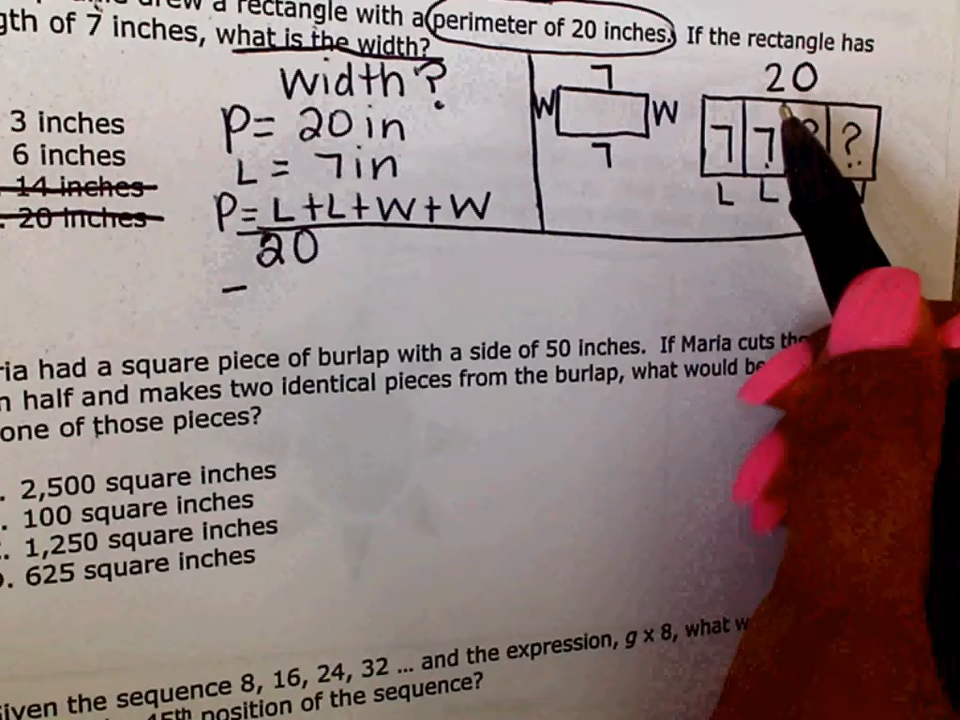 drew a rectangle with a perimeter of 20 inches. If the rectangle has
of 7 inches, what is the width?
width?
P = 20 in
L = 7 in
P = L + L + W + W
20
–
3 inches
6 inches
14 inches
20 inches
7
W W
7
20
7 7 ? ?
L L
had a square piece of burlap with a side of 50 inches. If Maria cuts
half and makes two identical pieces from the burlap, what would be
one of those pieces?
2,500 square inches
100 square inches
1,250 square inches
625 square inches
the sequence 8, 16, 24, 32 ... and the expression, g x 8, what
position of the sequence?